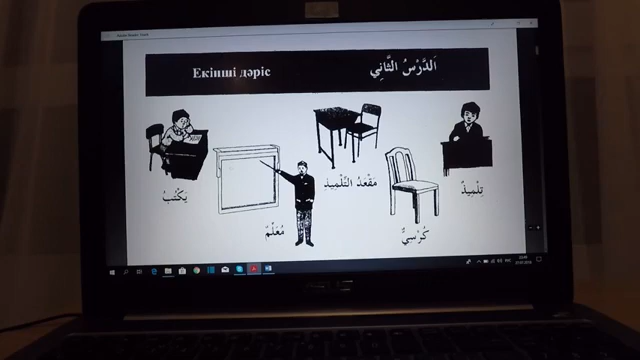 Екінші дәріс
اَلدَّرْسُ الثَّانِي
مَقْعَدُ التِّلْمِيذِ
تِلْمِيذٌ
يَكْتُبُ
مُعَلِّمٌ
كُرْسِيٌّ